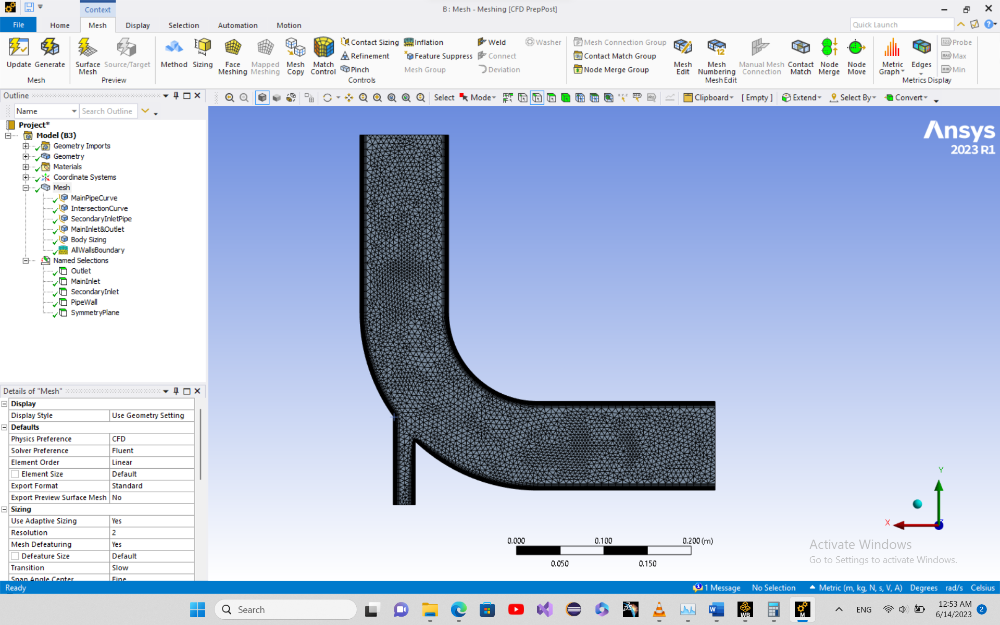 Context
B : Mesh - Meshing [CFD PrepPost]
File Home Mesh Display Selection Automation Motion
Quick Launch
Update Generate
Mesh
Surface Mesh Source/Target
Preview
Method Sizing Face Meshing Mapped Meshing Mesh Copy Match Control
Contact Sizing Inflation Weld Washer
Refinement Feature Suppress Connect
Pinch Mesh Group Deviation
Controls
Mesh Connection Group
Contact Match Group
Node Merge Group
Mesh Edit Mesh Numbering Manual Mesh Connection Contact Match Node Merge Node Move
Mesh Edit
Metric Graph Edges Probe
Max
Min
Metrics Display
Outline
Name Search Outline
Select Mode Clipboard [ Empty ] Extend Select By Convert
Project*
Model (B3)
Geometry Imports
Geometry
Materials
Coordinate Systems
Mesh
MainPipeCurve
IntersectionCurve
SecondaryInletPipe
MainInlet&Outlet
Body Sizing
AllWallsBoundary
Named Selections
Outlet
MainInlet
SecondaryInlet
PipeWall
SymmetryPlane
Details of "Mesh"
Display
Display Style Use Geometry Setting
Defaults
Physics Preference CFD
Solver Preference Fluent
Element Order Linear
Element Size Default
Export Format Standard
Export Preview Surface Mesh No
Sizing
Use Adaptive Sizing Yes
Resolution 2
Mesh Defeaturing Yes
Defeature Size Default
Transition Slow
Span Angle Center Fine
Ansys
2023 R1
Y
X
Z
0.000 0.100 0.200 (m)
0.050 0.150
Activate Windows
Go to Settings to activate Windows.
Ready
1 Message No Selection Metric (m, kg, N, s, V, A) Degrees rad/s Celsius
Search
WB
M
ENG
12:53 AM
6/14/2023
2